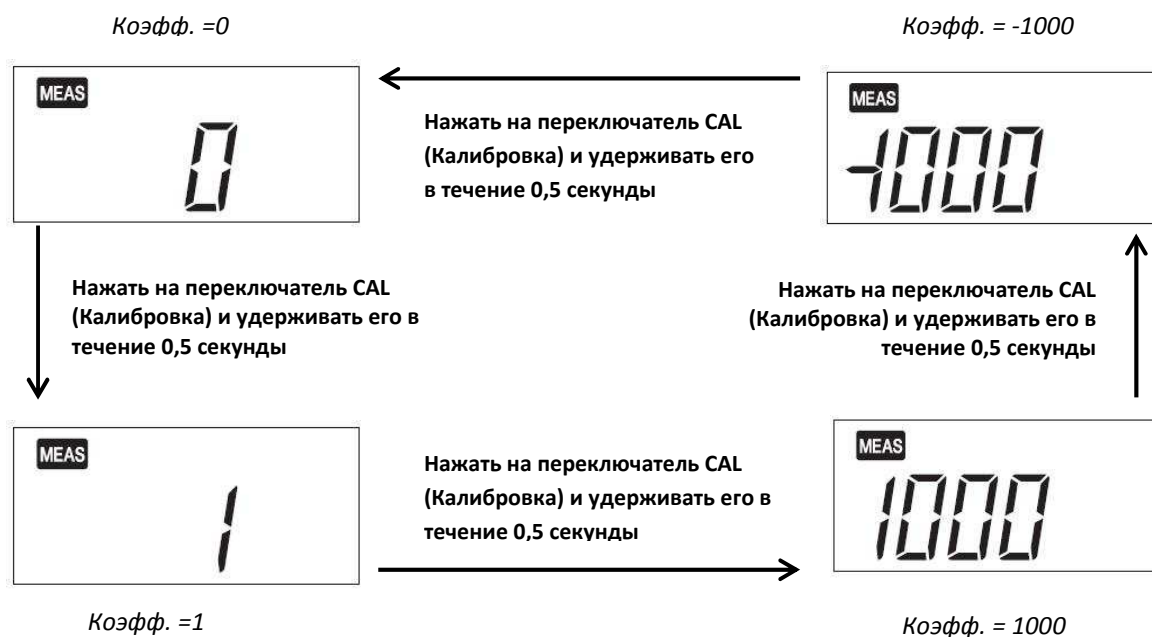 Коэфф. =0
Коэфф. = -1000
MEAS
0
Нажать на переключатель CAL
(Калибровка) и удерживать его
в течение 0,5 секунды
MEAS
-1000
Нажать на переключатель CAL
(Калибровка) и удерживать его в
течение 0,5 секунды
Нажать на переключатель CAL
(Калибровка) и удерживать его в
течение 0,5 секунды
MEAS
1
Нажать на переключатель CAL
(Калибровка) и удерживать его в
течение 0,5 секунды
MEAS
1000
Коэфф. =1
Коэфф. = 1000